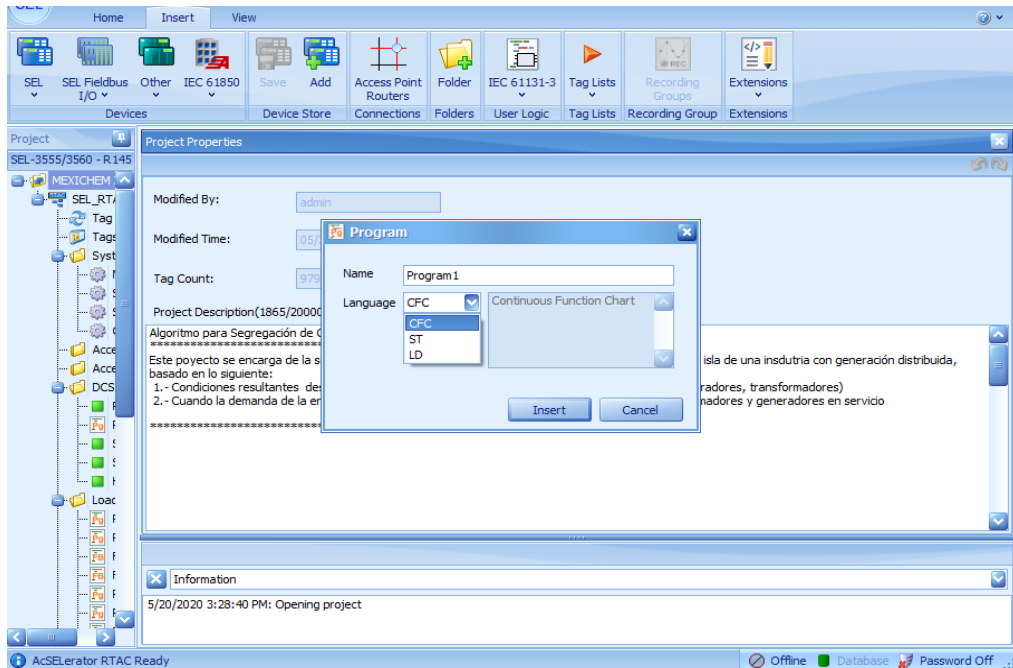 SEL
Home Insert View
SEL SEL Fieldbus I/O Other IEC 61850 Save Add Access Point Routers Folder IEC 61131-3 Tag Lists Recording Groups Extensions
REC
Devices Device Store Connections Folders User Logic Tag Lists Recording Group Extensions
Project
Project Properties
SEL-3555/3560 - R145
MEXICHEM
SEL_RTA
Tag
Tags
Syst
Acce
Acce
DCS
Loac
Modified By: admin
Modified Time: 05/2
Tag Count: 979
Project Description(1865/20000
Algoritmo para Segregación de
*****************************
Este poyecto se encarga de la s
isla de una insdutria con generación distribuida,
basado en lo siguiente:
1.- Condiciones resultantes des
radores, transformadores)
2.- Cuando la demanda de la en
madores y generadores en servicio
*****************************
Program
Name Program1
Language CFC Continuous Function Chart
CFC
ST
LD
Insert Cancel
Information
5/20/2020 3:28:40 PM: Opening project
AcSELerator RTAC Ready
Offline Database Password Off